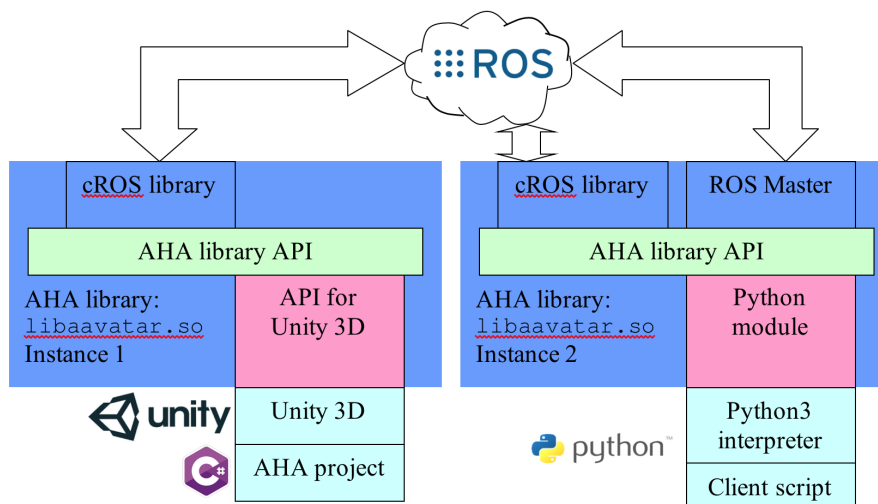 ROS
cROS library
cROS library
ROS Master
AHA library API
AHA library API
AHA library:
libaavatar.so
Instance 1
API for
Unity 3D
AHA library:
libaavatar.so
Instance 2
Python
module
unity
Unity 3D
C#
AHA project
python™
Python3
interpreter
Client script